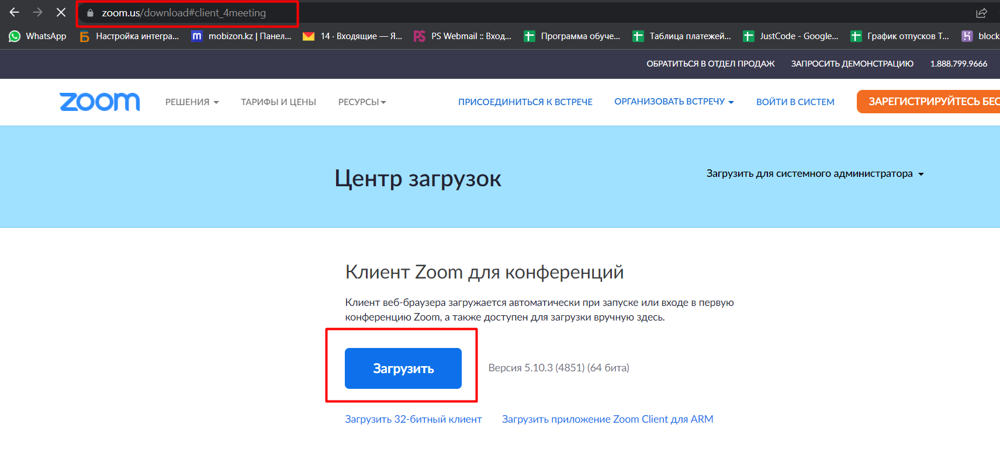 zoom.us/download#client_4meeting
WhatsApp Настройка интегра... mobizon.kz | Панел... 14 · Входящие — Я... PS Webmail :: Вход... Программа обуче... Таблица платежей... JustCode - Google... График отпусков Т... block
ОБРАТИТЬСЯ В ОТДЕЛ ПРОДАЖ ЗАПРОСИТЬ ДЕМОНСТРАЦИЮ 1.888.799.9666
zoom РЕШЕНИЯ ТАРИФЫ И ЦЕНЫ РЕСУРСЫ ПРИСОЕДИНИТЬСЯ К ВСТРЕЧЕ ОРГАНИЗОВАТЬ ВСТРЕЧУ ВОЙТИ В СИСТЕМ ЗАРЕГИСТРИРУЙТЕСЬ БЕС
Центр загрузок
Загрузить для системного администратора
Клиент Zoom для конференций
Клиент веб-браузера загружается автоматически при запуске или входе в первую
конференцию Zoom, а также доступен для загрузки вручную здесь.
Загрузить Версия 5.10.3 (4851) (64 бита)
Загрузить 32-битный клиент Загрузить приложение Zoom Client для ARM